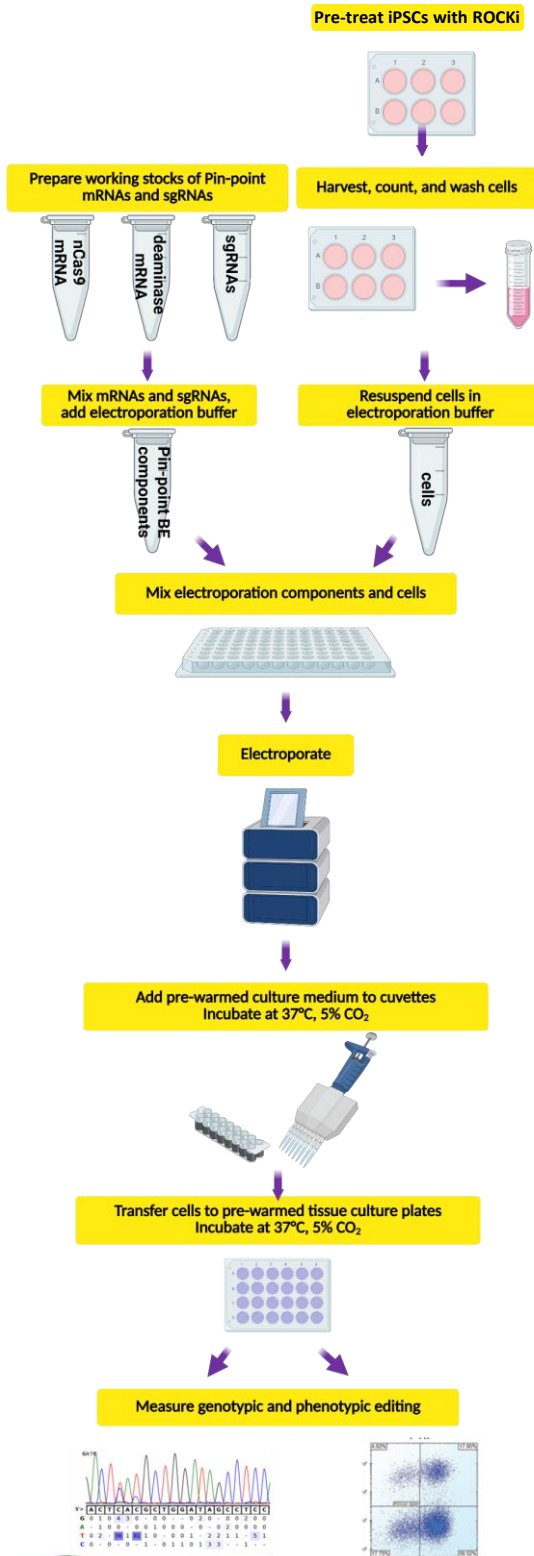 Pre-treat iPSCs with ROCKi
1 2 3
A
B
Prepare working stocks of Pin-point
mRNAs and sgRNAs
Harvest, count, and wash cells
nCas9
mRNA
deaminase
mRNA
sgRNAs
1 2 3
A
B
Mix mRNAs and sgRNAs,
add electroporation buffer
Resuspend cells in
electroporation buffer
Pin-point BE
components
cells
Mix electroporation components and cells
Electroporate
Add pre-warmed culture medium to cuvettes
Incubate at 37°C, 5% CO₂
Transfer cells to pre-warmed tissue culture plates
Incubate at 37°C, 5% CO₂
Measure genotypic and phenotypic editing
5'> A C T C A C G C T G G A T A G C C T C C
G
A
T
C